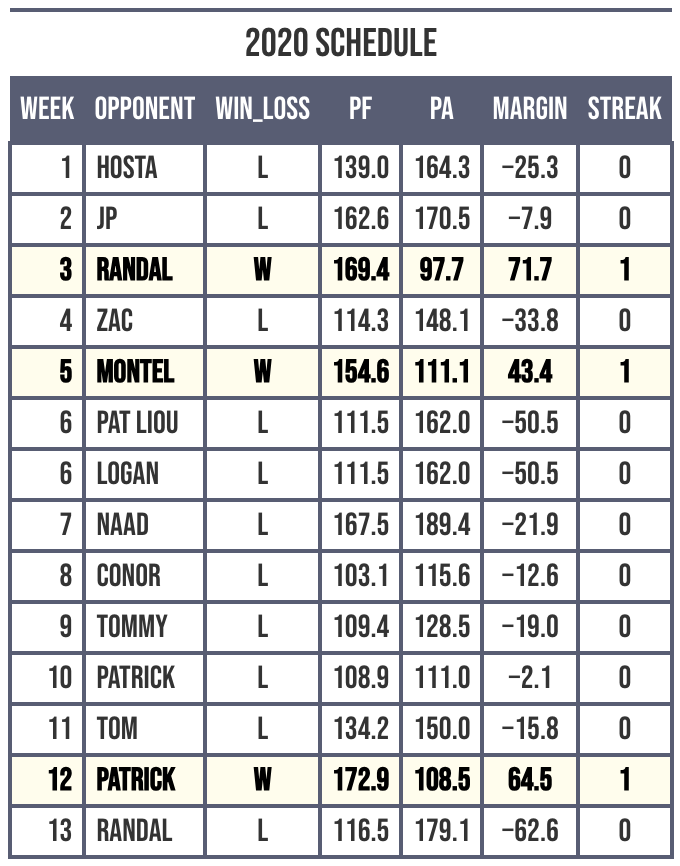 2020 SCHEDULE
WEEK OPPONENT WIN_LOSS PF PA MARGIN STREAK
1 HOSTA L 139.0 164.3 −25.3 0
2 JP L 162.6 170.5 −7.9 0
3 RANDAL W 169.4 97.7 71.7 1
4 ZAC L 114.3 148.1 −33.8 0
5 MONTEL W 154.6 111.1 43.4 1
6 PAT LIOU L 111.5 162.0 −50.5 0
6 LOGAN L 111.5 162.0 −50.5 0
7 NAAD L 167.5 189.4 −21.9 0
8 CONOR L 103.1 115.6 −12.6 0
9 TOMMY L 109.4 128.5 −19.0 0
10 PATRICK L 108.9 111.0 −2.1 0
11 TOM L 134.2 150.0 −15.8 0
12 PATRICK W 172.9 108.5 64.5 1
13 RANDAL L 116.5 179.1 −62.6 0